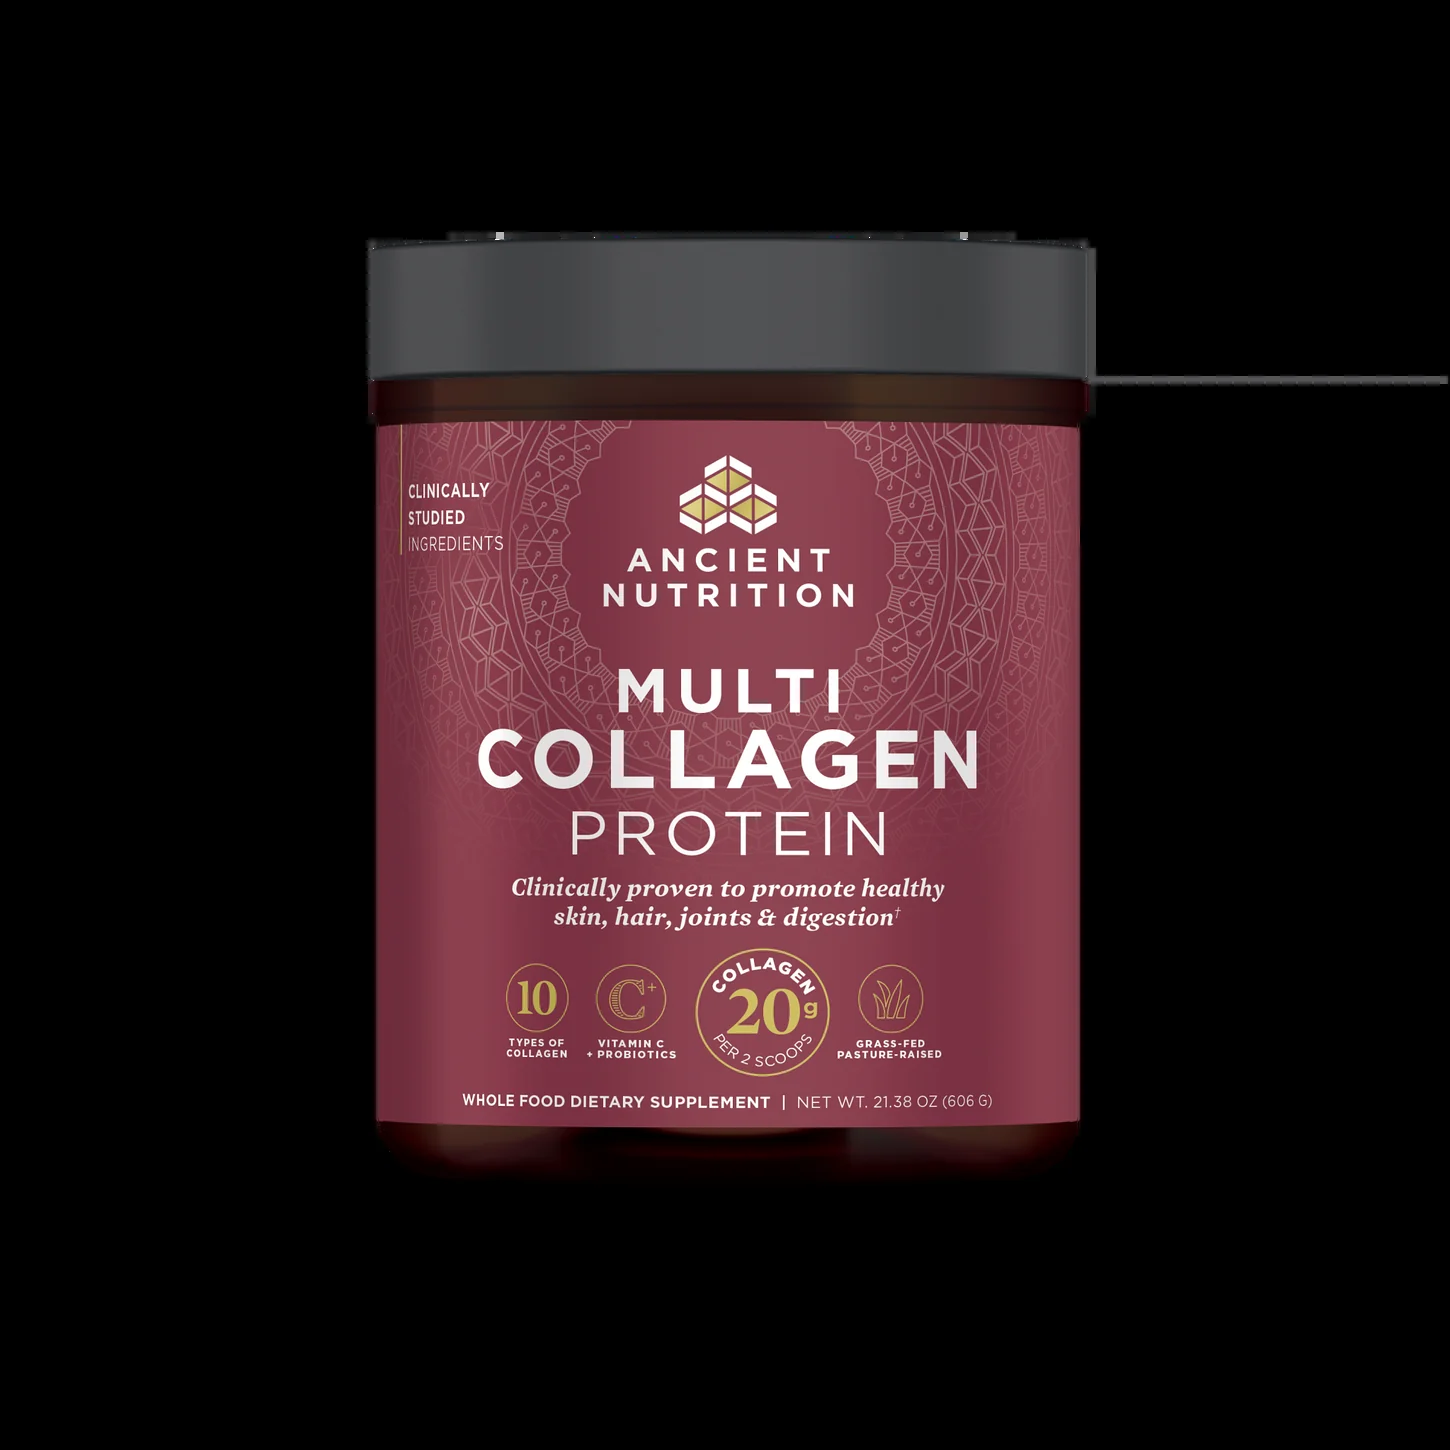 CLINICALLY
STUDIED
INGREDIENTS
ANCIENT
NUTRITION
MULTI
COLLAGEN
PROTEIN
Clinically proven to promote healthy
skin, hair, joints & digestion†
10
TYPES OF
COLLAGEN
C+
VITAMIN C
+ PROBIOTICS
COLLAGEN
20g
PER 2 SCOOPS
GRASS-FED
PASTURE-RAISED
WHOLE FOOD DIETARY SUPPLEMENT | NET WT. 21.38 OZ (606 G)